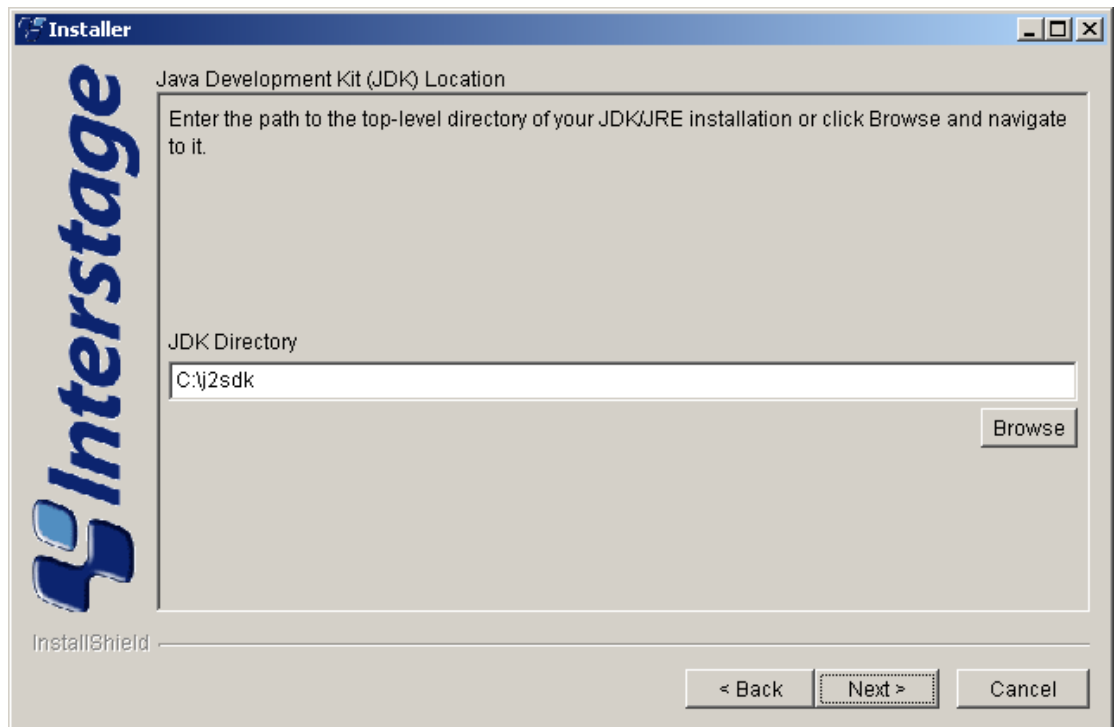 Installer
Interstage
Java Development Kit (JDK) Location
Enter the path to the top-level directory of your JDK/JRE installation or click Browse and navigate
to it.
JDK Directory
C:\j2sdk
Browse
InstallShield
< Back
Next >
Cancel